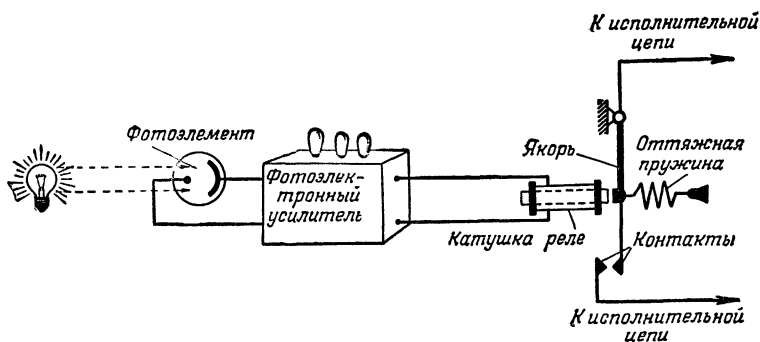 К исполнительной
цепи
Фотоэлемент
Якорь
Оттяжная
пружина
Фотоэлек-
тронный
усилитель
Катушка реле
Контакты
К исполнительной
цепи